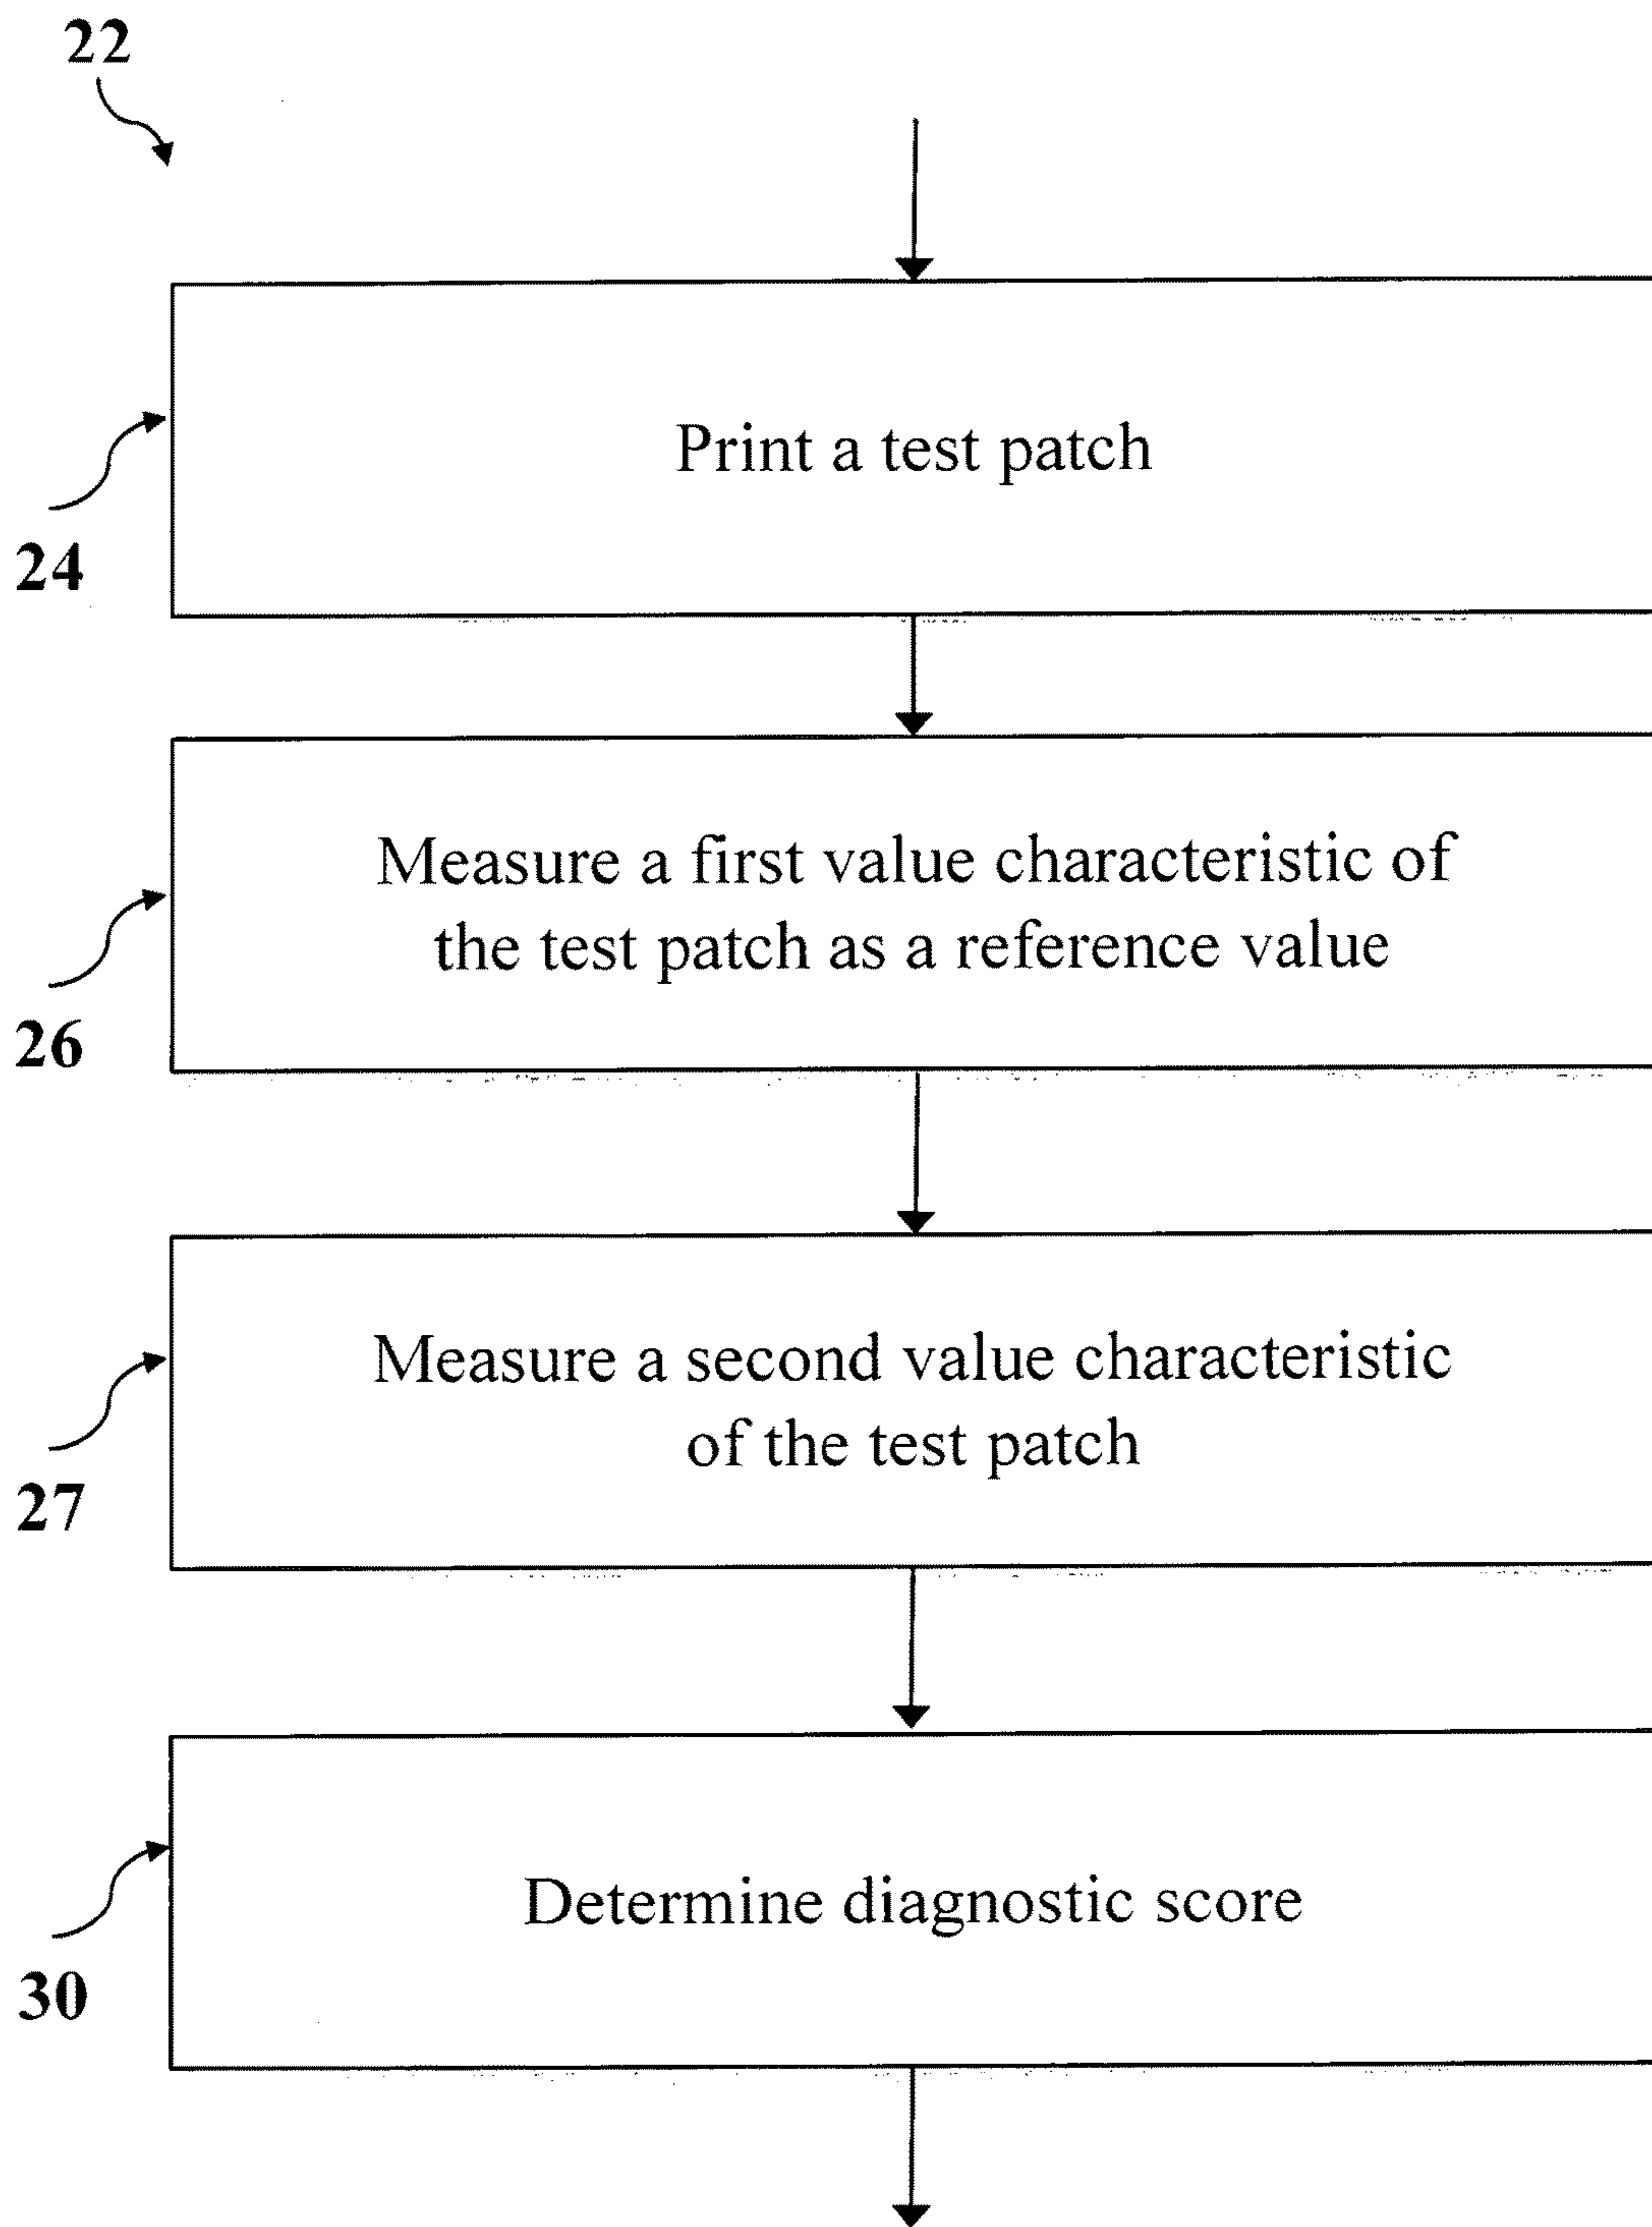 22
Print a test patch
24
Measure a first value characteristic of
the test patch as a reference value
26
Measure a second value characteristic
of the test patch
27
Determine diagnostic score
30